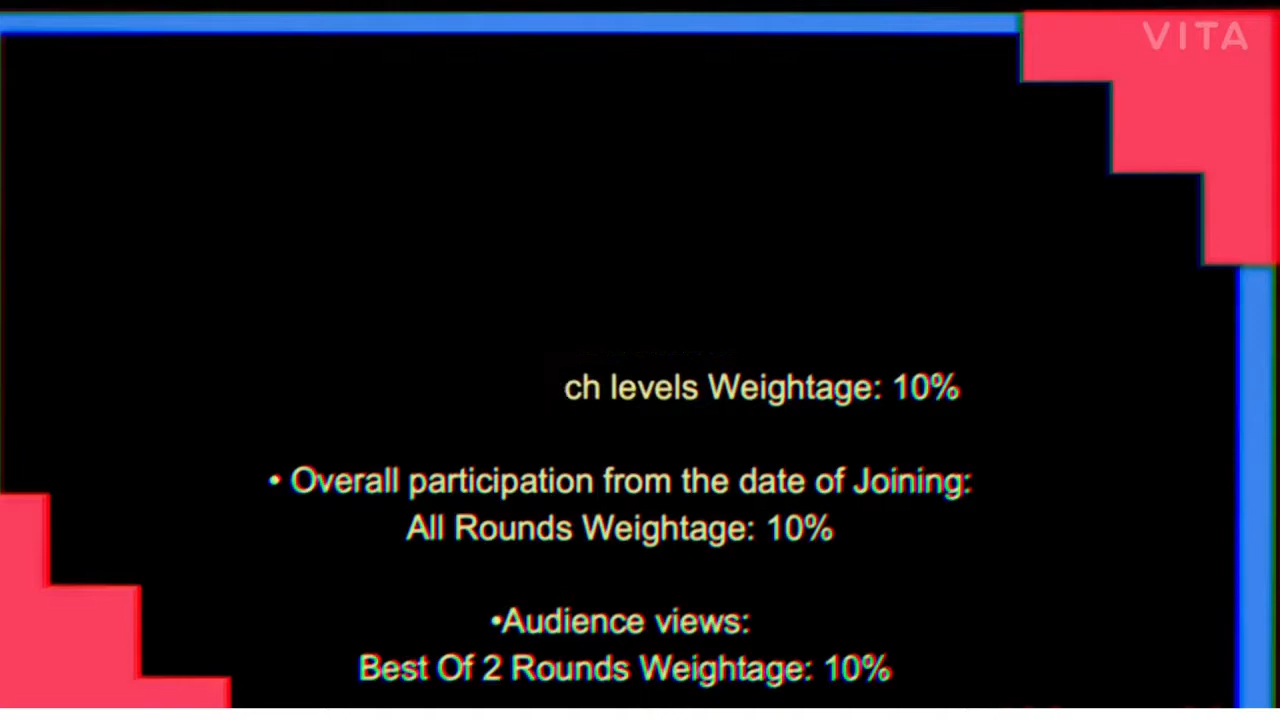 VITA
ch levels Weightage: 10%
• Overall participation from the date of Joining:
All Rounds Weightage: 10%
•Audience views:
Best Of 2 Rounds Weightage: 10%